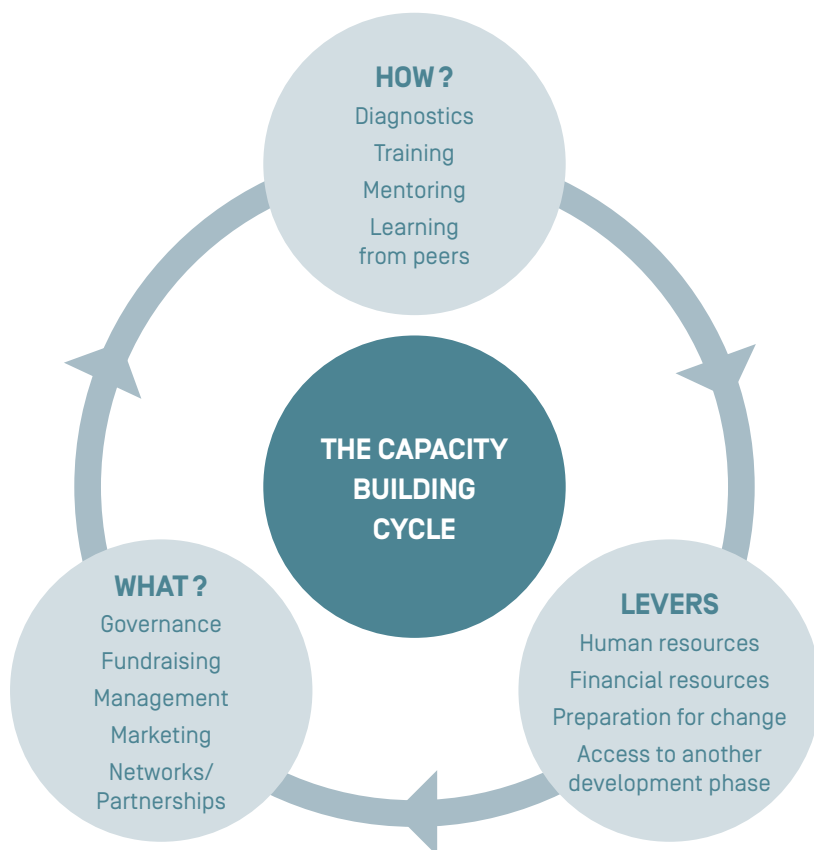 HOW?
Diagnostics
Training
Mentoring
Learning
from peers
THE CAPACITY
BUILDING
CYCLE
WHAT?
Governance
Fundraising
Management
Marketing
Networks/
Partnerships
LEVERS
Human resources
Financial resources
Preparation for change
Access to another
development phase